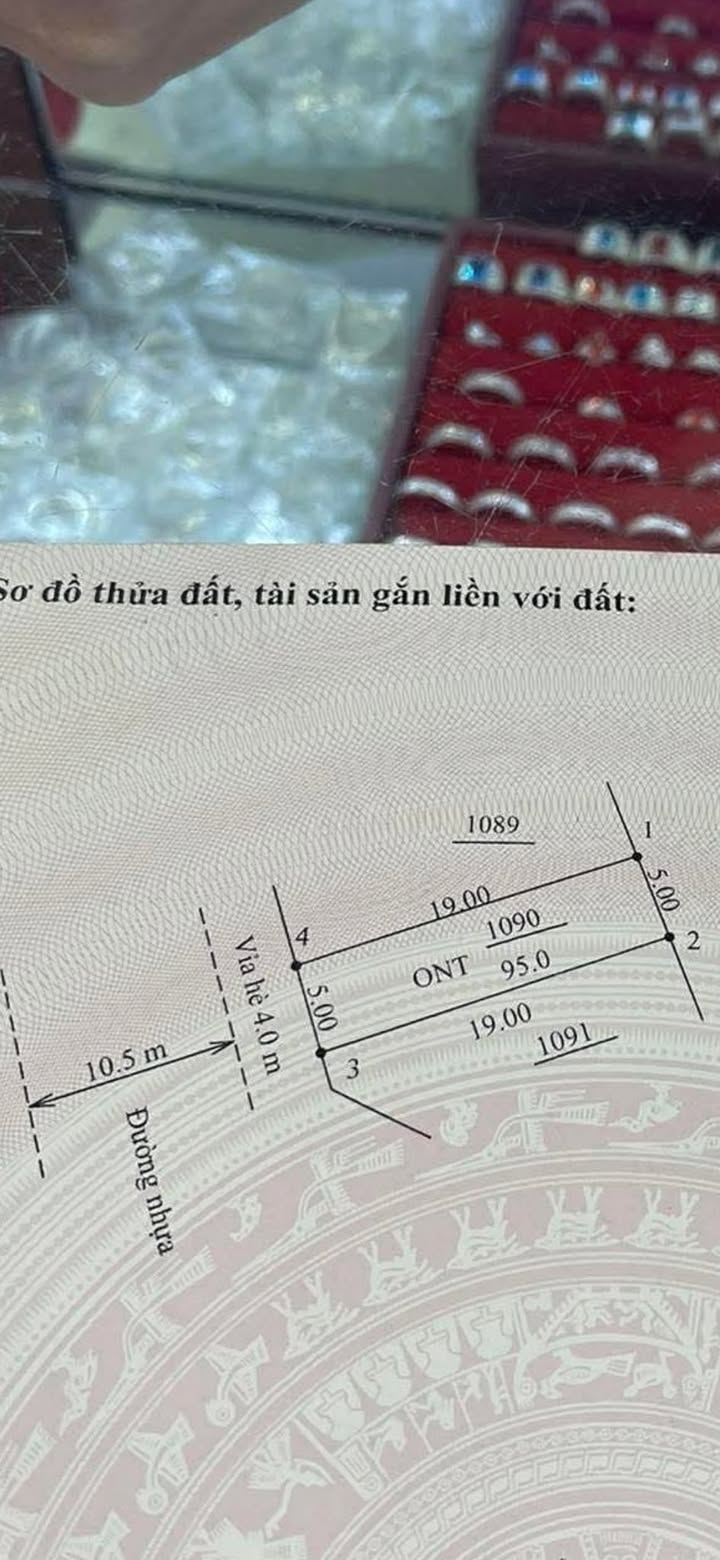 Sơ đồ thửa đất, tài sản gắn liền với đất:
1089
1
19.00
5.00
1090
4
2
ONT 95.0
Vỉa hè 4.0 m
5.00
19.00
1091
10.5 m
3
Đường nhựa